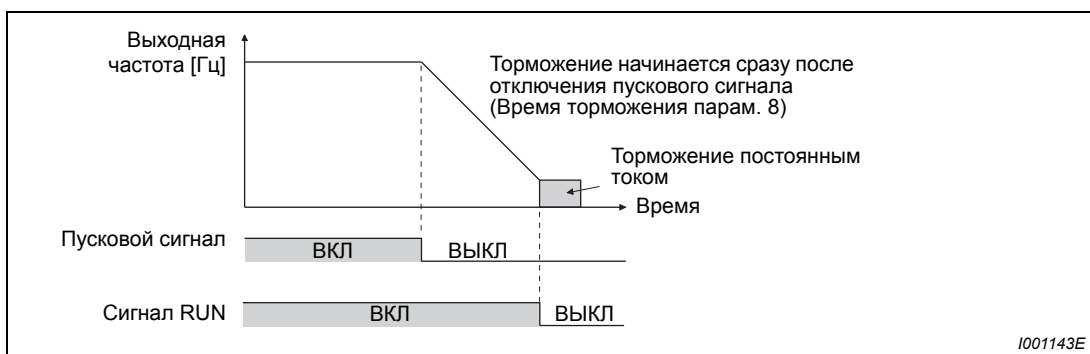 Выходная
частота [Гц]
Торможение начинается сразу после
отключения пускового сигнала
(Время торможения парам. 8)
Торможение постоянным
током
Время
Пусковой сигнал
ВКЛ
ВЫКЛ
Сигнал RUN
ВКЛ
ВЫКЛ
I001143E